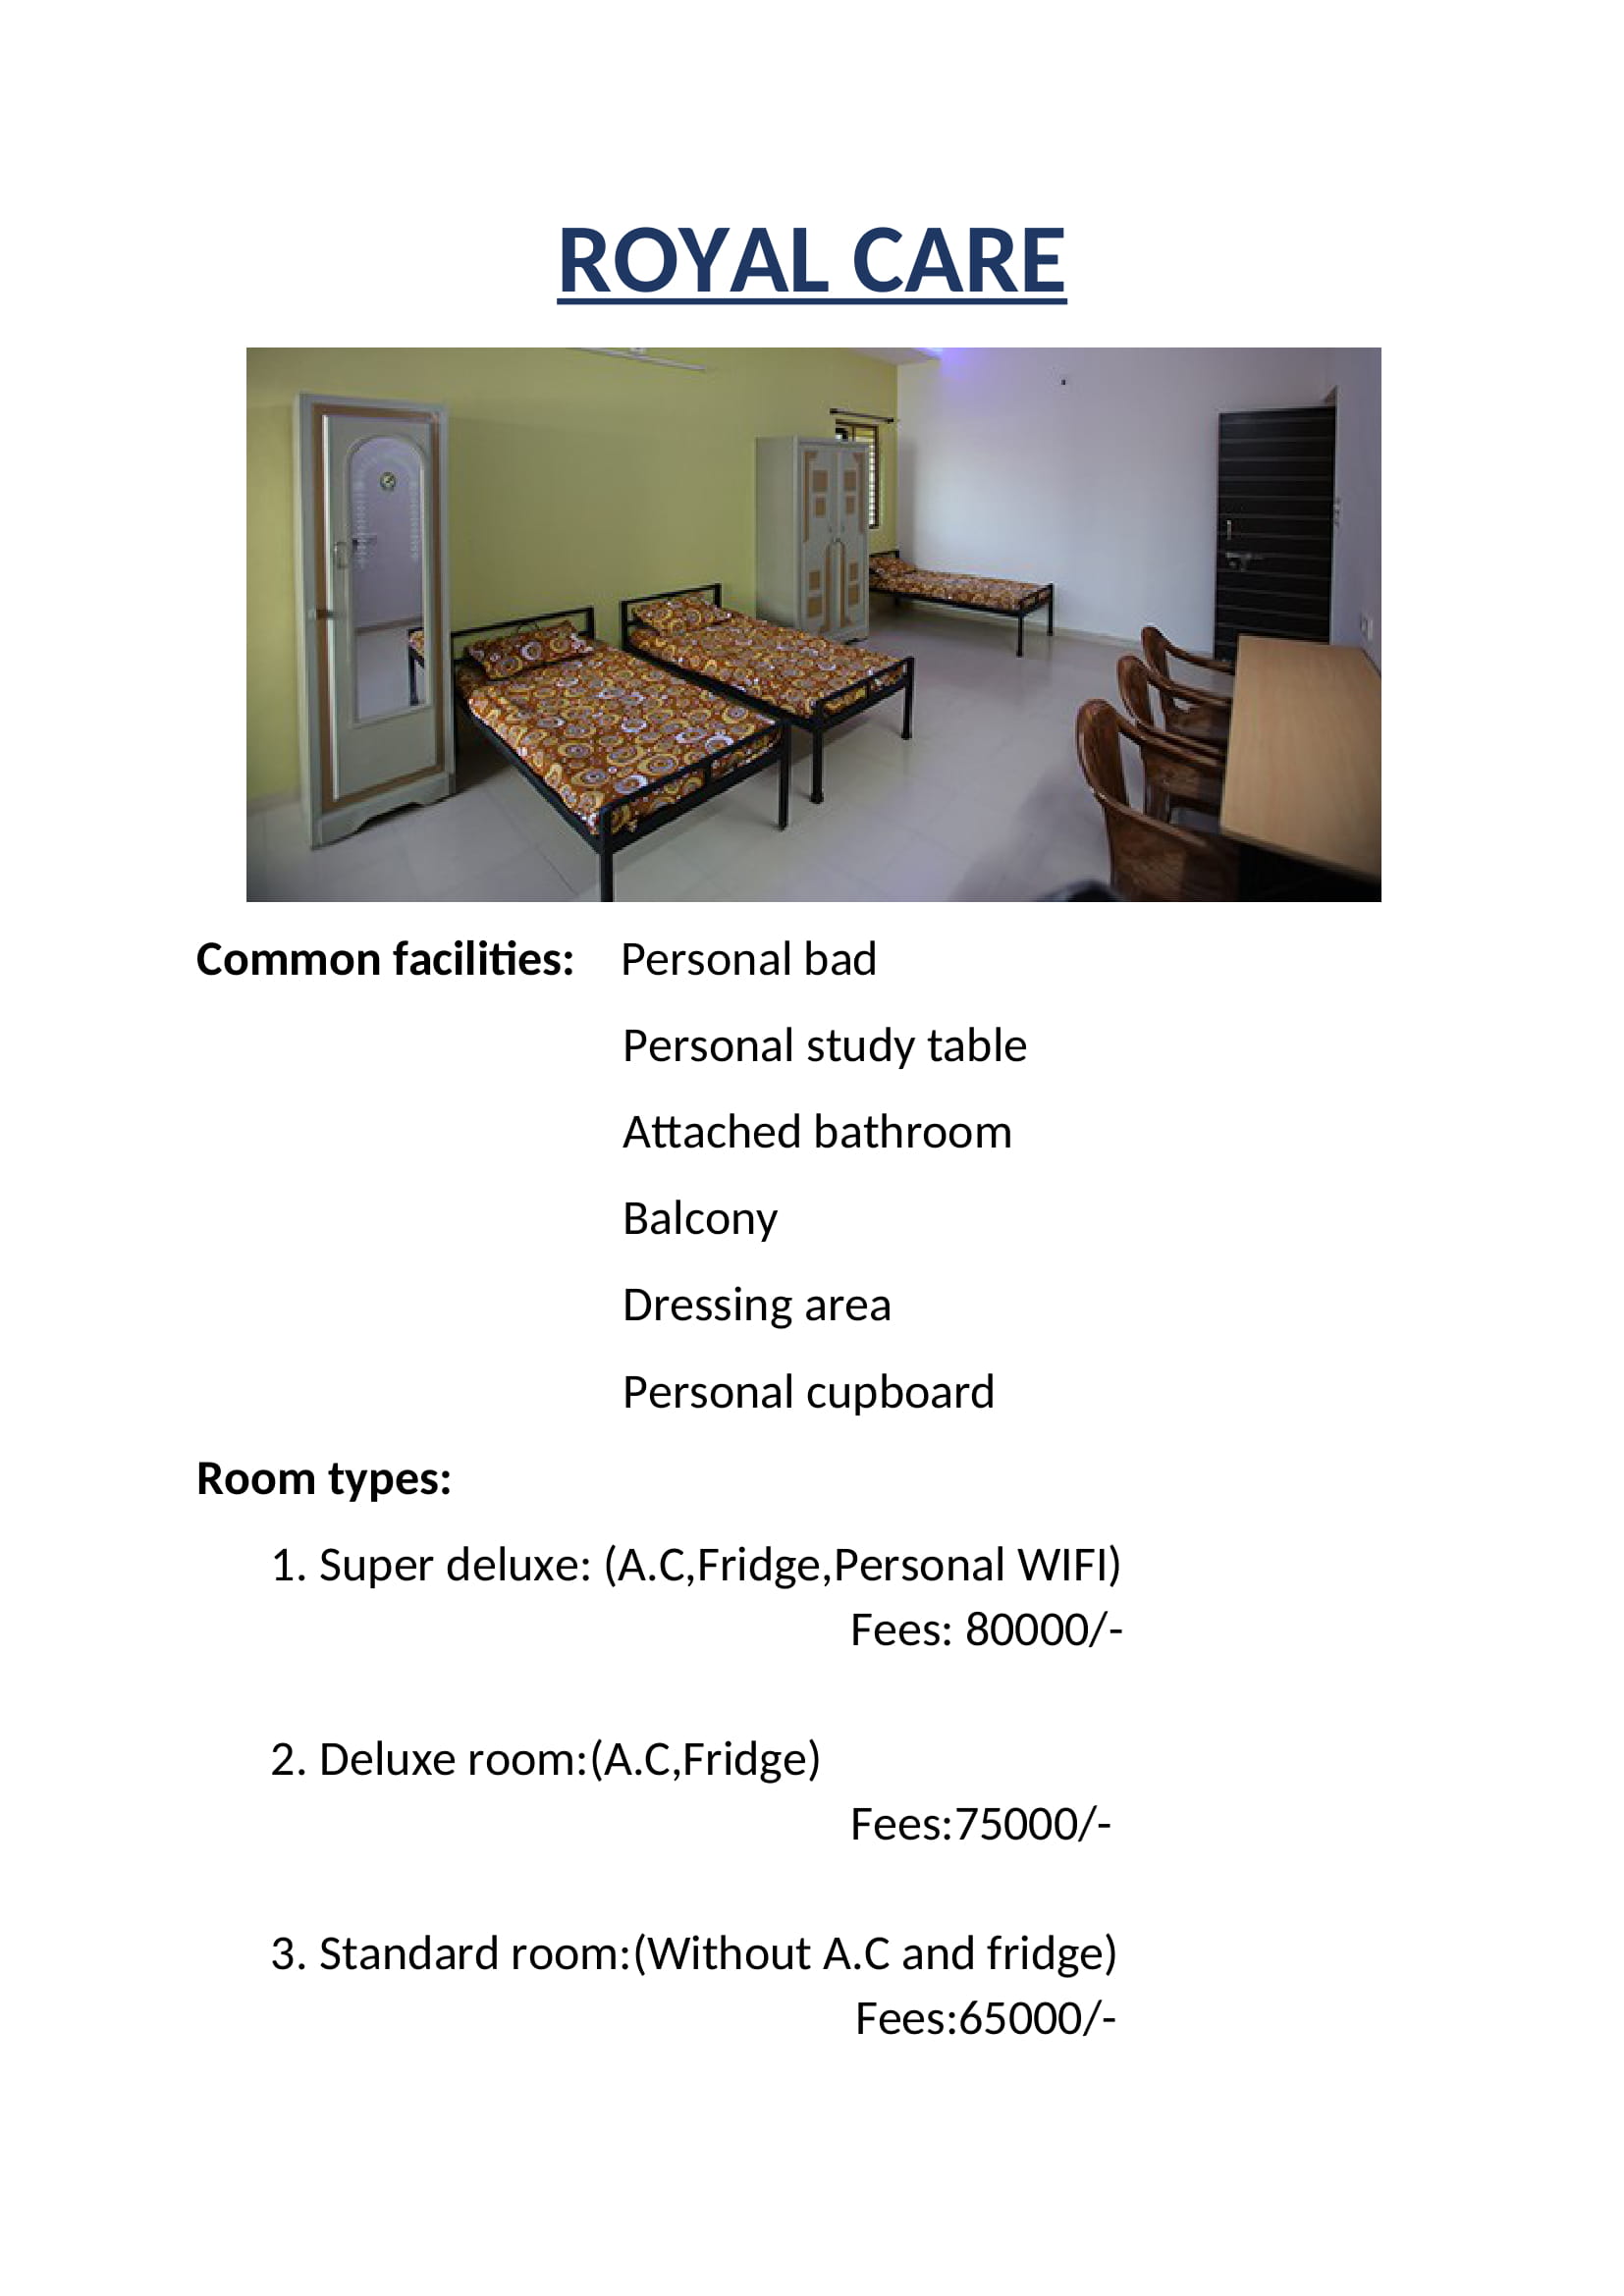 ROYAL CARE
Common facilities: Personal bad
Personal study table
Attached bathroom
Balcony
Dressing area
Personal cupboard
Room types:
1. Super deluxe: (A.C,Fridge,Personal WIFI)
Fees: 80000/-
2. Deluxe room:(A.C,Fridge)
Fees:75000/-
3. Standard room:(Without A.C and fridge)
Fees:65000/-